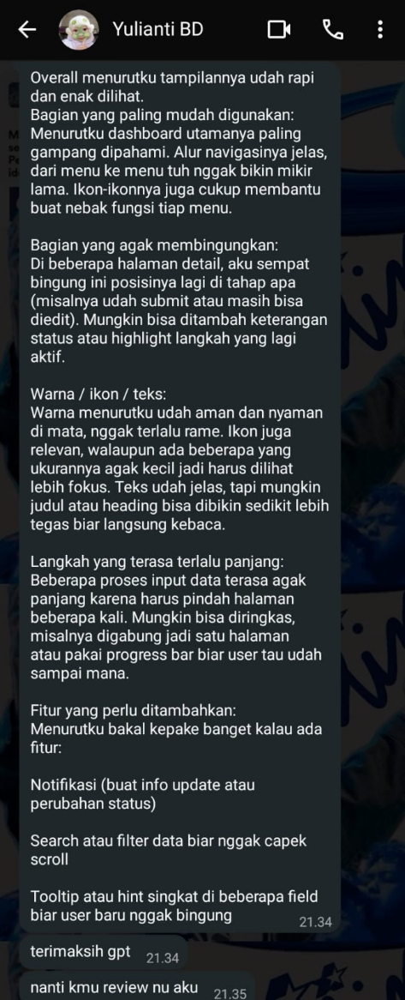 Yulianti BD
Overall menurutku tampilannya udah rapi
dan enak dilihat.
Bagian yang paling mudah digunakan:
Menurutku dashboard utamanya paling
gampang dipahami. Alur navigasinya jelas,
dari menu ke menu tuh nggak bikin mikir
lama. Ikon-ikonnya juga cukup membantu
buat nebak fungsi tiap menu.
Bagian yang agak membingungkan:
Di beberapa halaman detail, aku sempat
bingung ini posisinya lagi di tahap apa
(misalnya udah submit atau masih bisa
diedit). Mungkin bisa ditambah keterangan
status atau highlight langkah yang lagi
aktif.
Warna / ikon / teks:
Warna menurutku udah aman dan nyaman
di mata, nggak terlalu rame. Ikon juga
relevan, walaupun ada beberapa yang
ukurannya agak kecil jadi harus dilihat
lebih fokus. Teks udah jelas, tapi mungkin
judul atau heading bisa dibikin sedikit lebih
tegas biar langsung kebaca.
Langkah yang terasa terlalu panjang:
Beberapa proses input data terasa agak
panjang karena harus pindah halaman
beberapa kali. Mungkin bisa diringkas,
misalnya digabung jadi satu halaman
atau pakai progress bar biar user tau udah
sampai mana.
Fitur yang perlu ditambahkan:
Menurutku bakal kepake banget kalau ada
fitur:
Notifikasi (buat info update atau
perubahan status)
Search atau filter data biar nggak capek
scroll
Tooltip atau hint singkat di beberapa field
biar user baru nggak bingung
21.34
terimaksih gpt 21.34
nanti kmu review nu aku 21.35